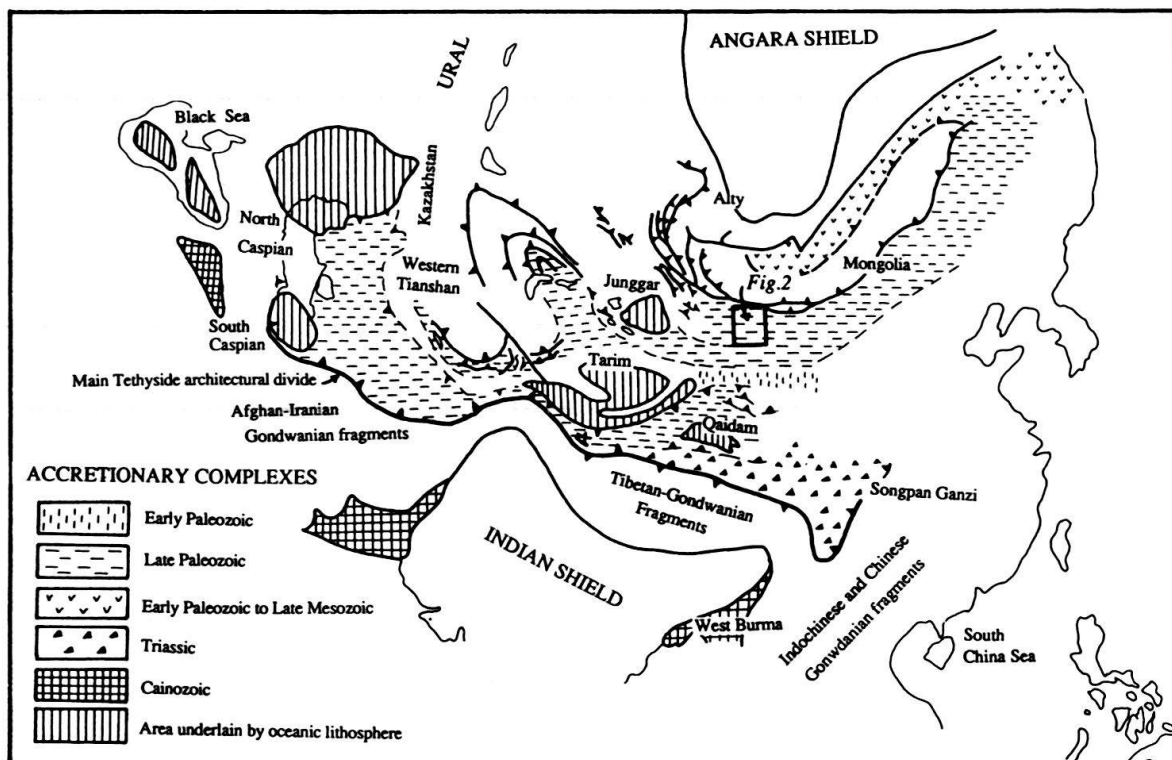 ANGARA SHIELD
URAL
Black Sea
Kazakhstan
Alty
North
Caspian
Western
Tianshan
Junggar
Fig.2
Mongolia
South
Caspian
Tarim
Main Tethyside architectural divide
Afghan-Iranian
Gondwanian fragments
Qaidam
Songpan Ganzi
Tibetan-Gondwanian
Fragments
INDIAN SHIELD
West Burma
Indochinese and Chinese
Gonwdanian fragments
South
China Sea
ACCRETIONARY COMPLEXES
Early Paleozoic
Late Paleozoic
Early Paleozoic to Late Mesozoic
Triassic
Cainozoic
Area underlain by oceanic lithosphere